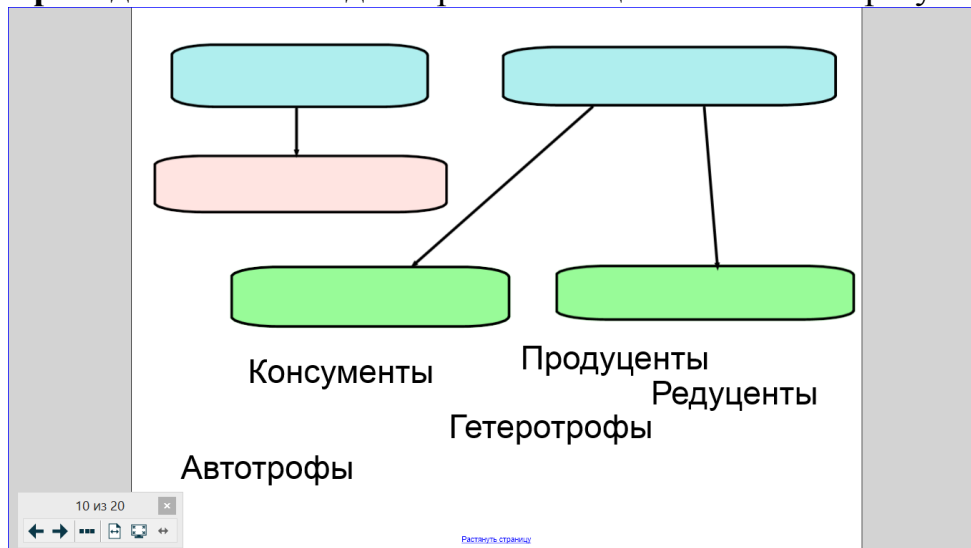 Консументы
Продуценты
Редуценты
Гетеротрофы
Автотрофы
10 из 20
Растянуть страницу